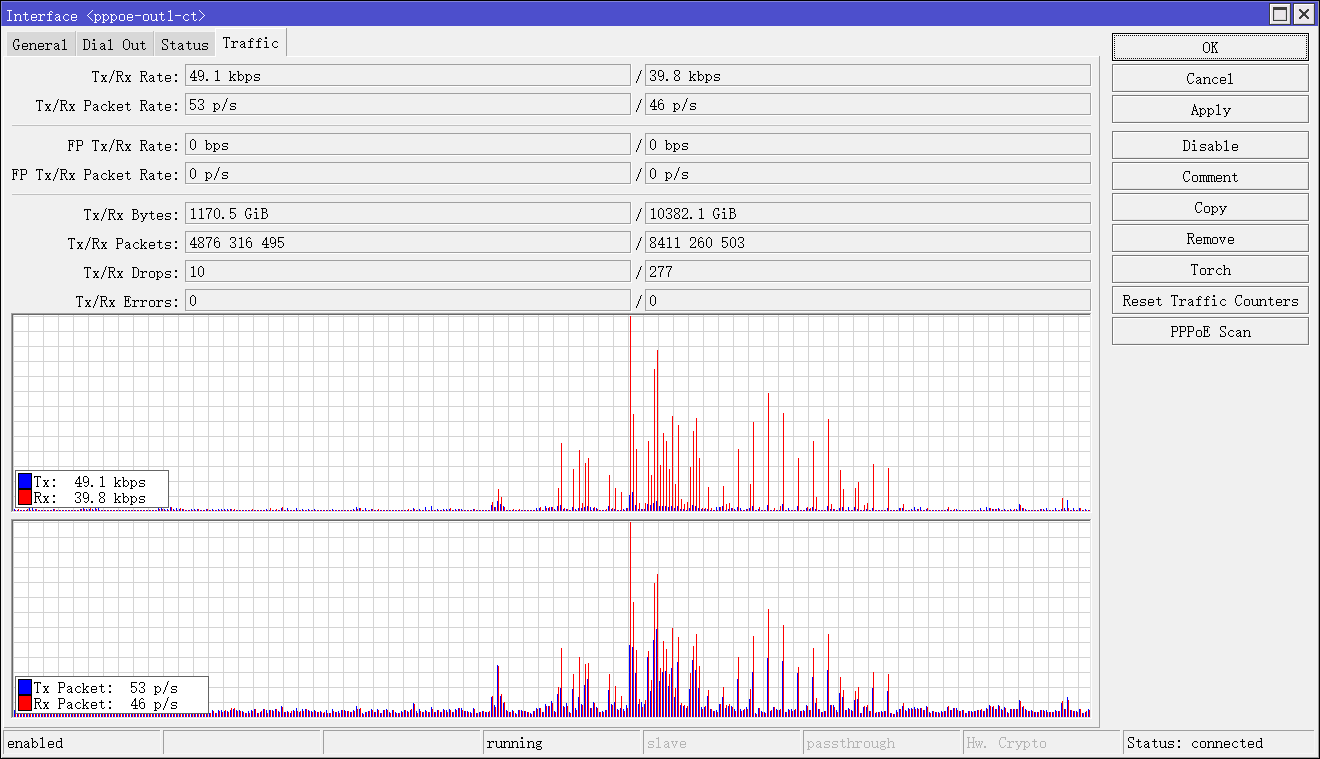 Interface <pppoe-out1-ct>
General Dial Out Status Traffic
Tx/Rx Rate: 49.1 kbps / 39.8 kbps
Tx/Rx Packet Rate: 53 p/s / 46 p/s
FP Tx/Rx Rate: 0 bps / 0 bps
FP Tx/Rx Packet Rate: 0 p/s / 0 p/s
Tx/Rx Bytes: 1170.5 GiB / 10382.1 GiB
Tx/Rx Packets: 4876 316 495 / 8411 260 503
Tx/Rx Drops: 10 / 277
Tx/Rx Errors: 0 / 0
Tx: 49.1 kbps
Rx: 39.8 kbps
Tx Packet: 53 p/s
Rx Packet: 46 p/s
OK
Cancel
Apply
Disable
Comment
Copy
Remove
Torch
Reset Traffic Counters
PPPoE Scan
enabled running slave passthrough Hw. Crypto Status: connected